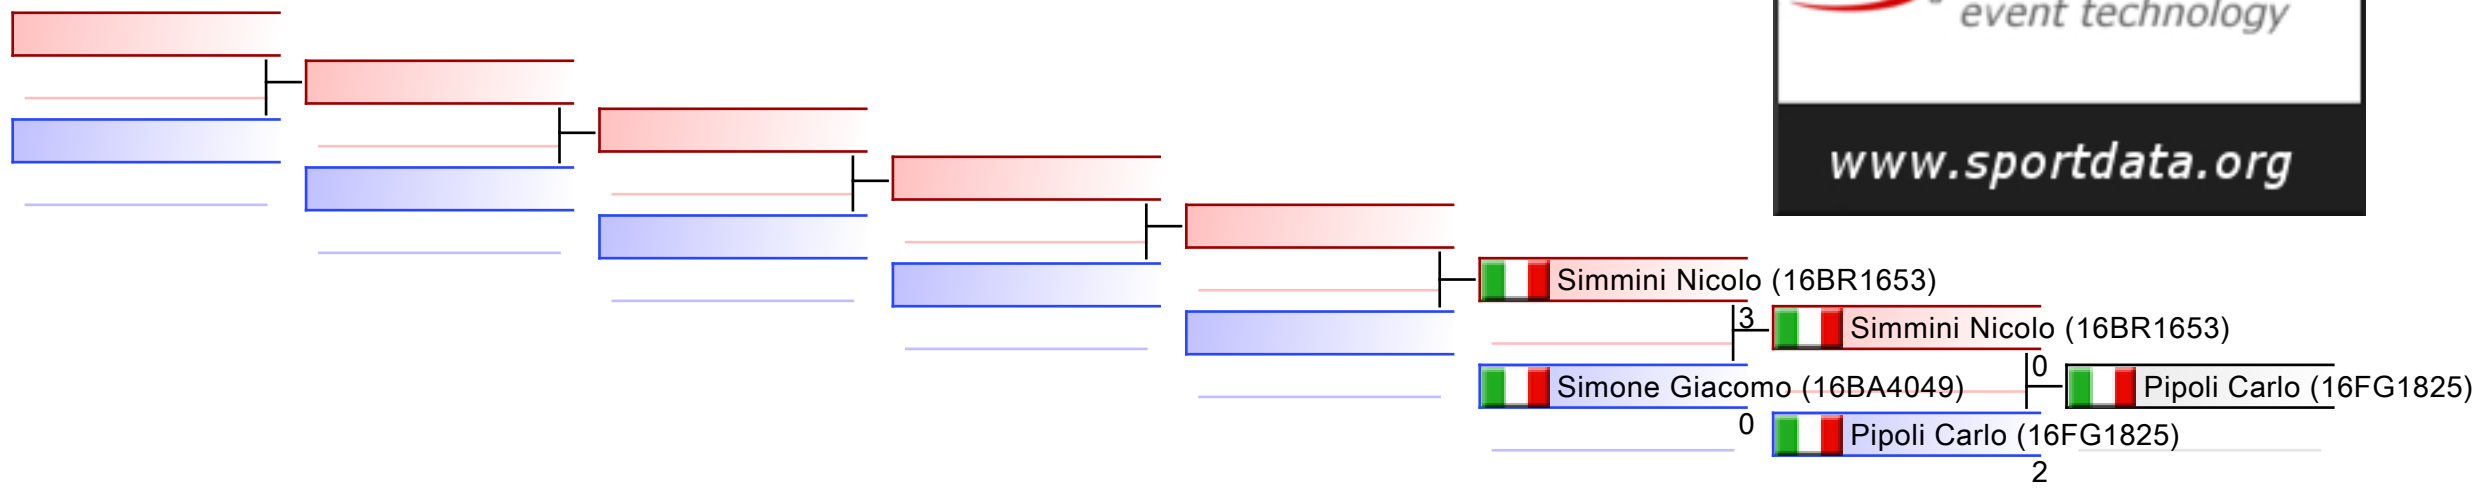 event technology
www.sportdata.org
Simmini Nicolo (16BR1653)
3
Simmini Nicolo (16BR1653)
0
Simone Giacomo (16BA4049)
Pipoli Carlo (16FG1825)
0
Pipoli Carlo (16FG1825)
2